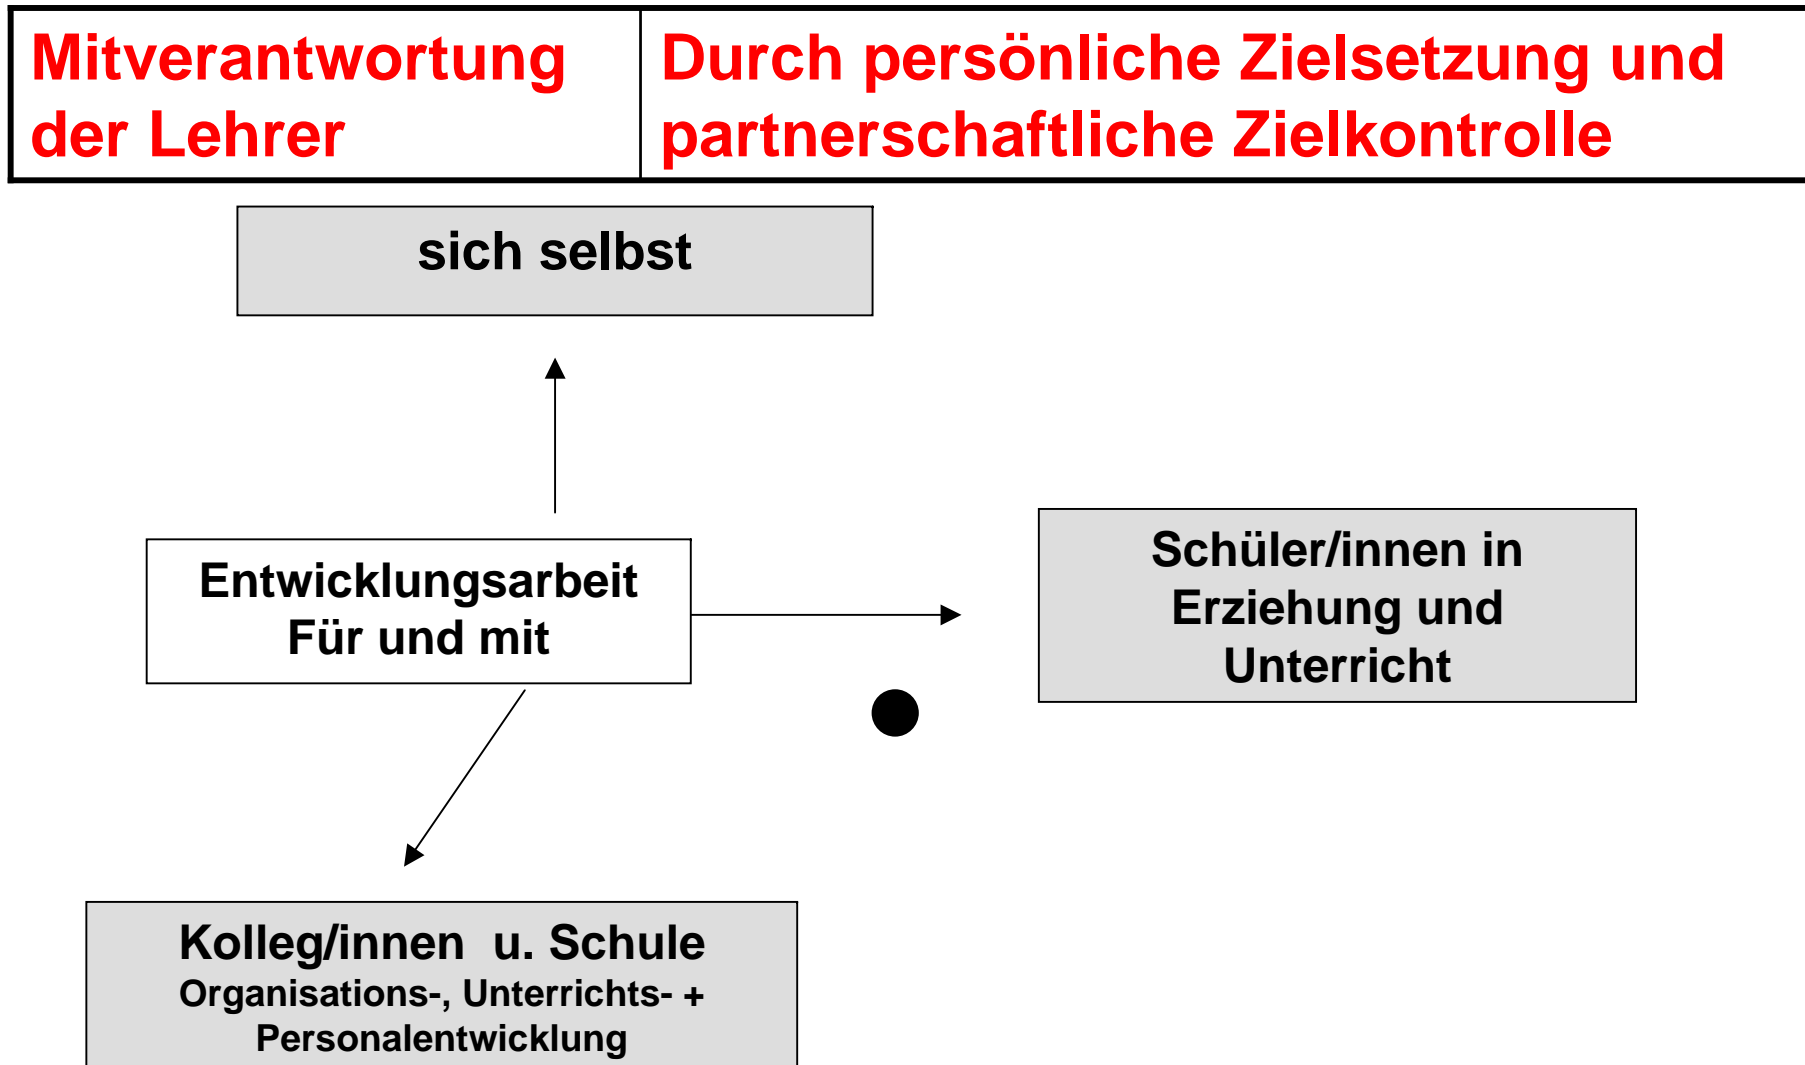 Mitverantwortung
der Lehrer
Durch persönliche Zielsetzung und
partnerschaftliche Zielkontrolle
sich selbst
Entwicklungsarbeit
Für und mit
Schüler/innen in
Erziehung und
Unterricht
Kolleg/innen  u. Schule
Organisations-, Unterrichts- +
Personalentwicklung